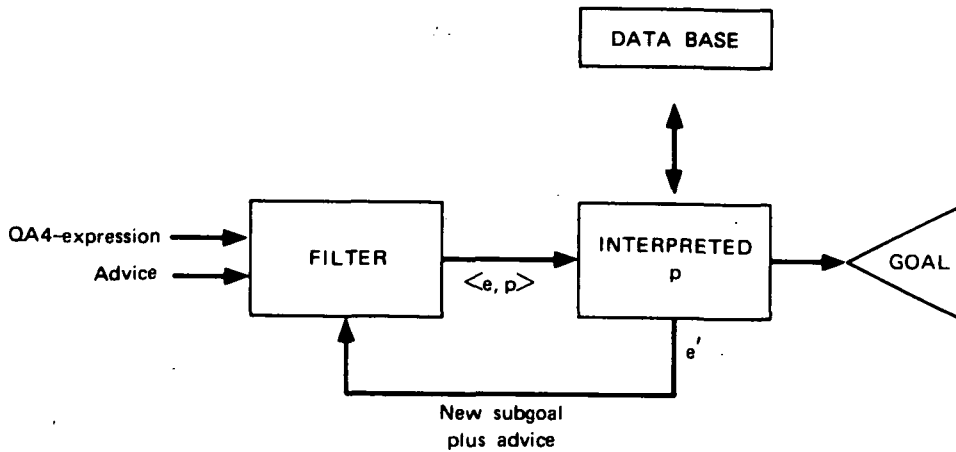 DATA BASE
QA4-expression
Advice
FILTER
<e, p>
INTERPRETED
p
GOAL
e'
New subgoal
plus advice